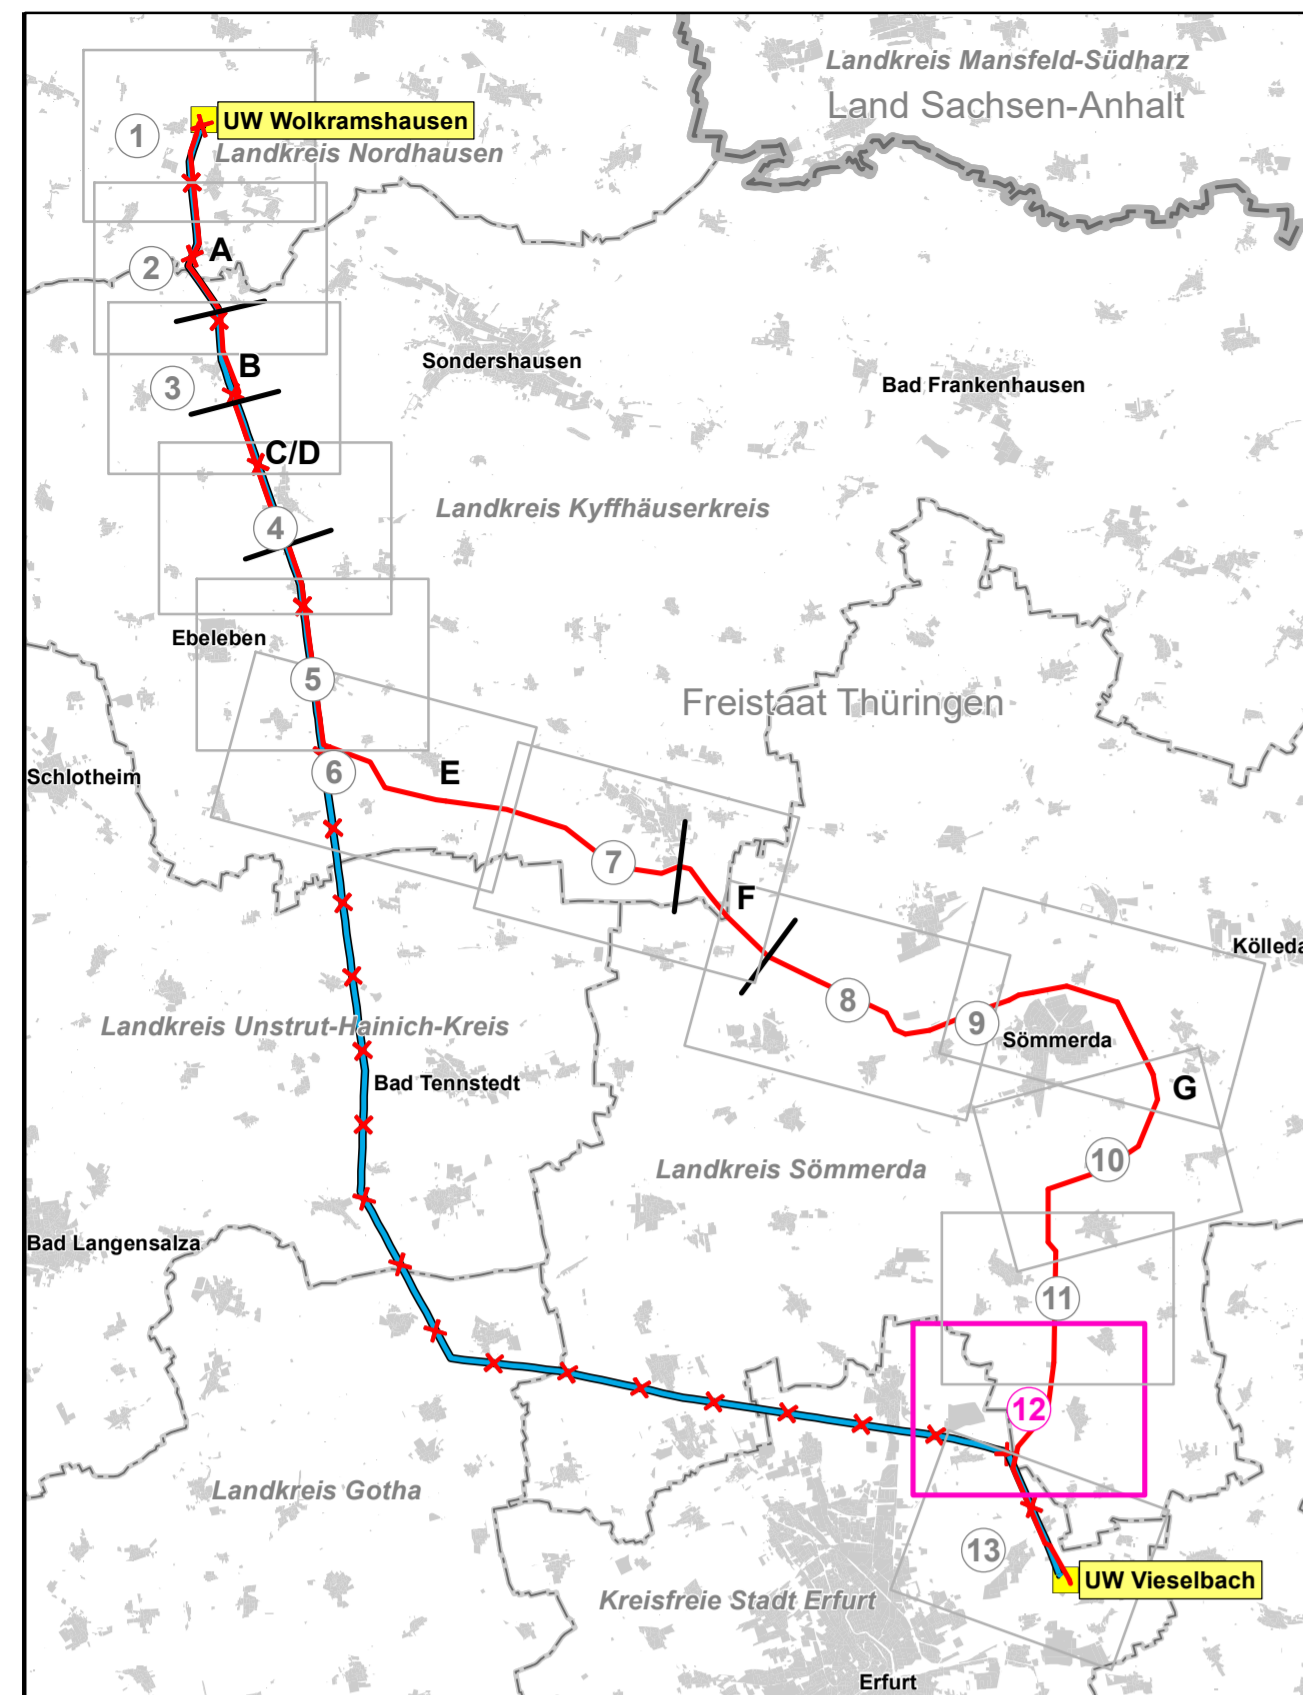 Landkreis Mansfeld-Südharz
Land Sachsen-Anhalt
UW Wolkramshausen
1
Landkreis Nordhausen
A
2
B
3
Sondershausen
Bad Frankenhausen
C/D
Landkreis Kyffhäuserkreis
4
Ebeleben
5
Freistaat Thüringen
Schlotheim
6
E
7
F
Kölleda
8
9
Landkreis Unstrut-Hainich-Kreis
Sömmerda
Bad Tennstedt
G
10
Landkreis Sömmerda
Bad Langensalza
11
12
Landkreis Gotha
13
UW Vieselbach
Kreisfreie Stadt Erfurt
Erfurt